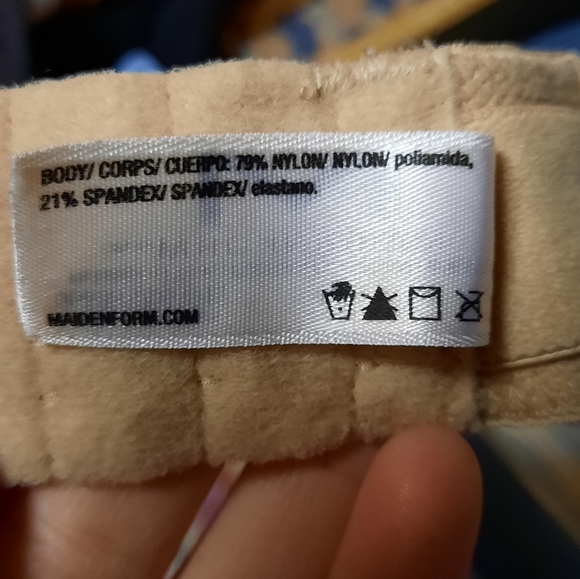 BODY/ CORPS/ CUERPO: 79% NYLON/ NYLON/ poliamida,
21% SPANDEX/ SPANDEX/ elastano.
MAIDENFORM.COM